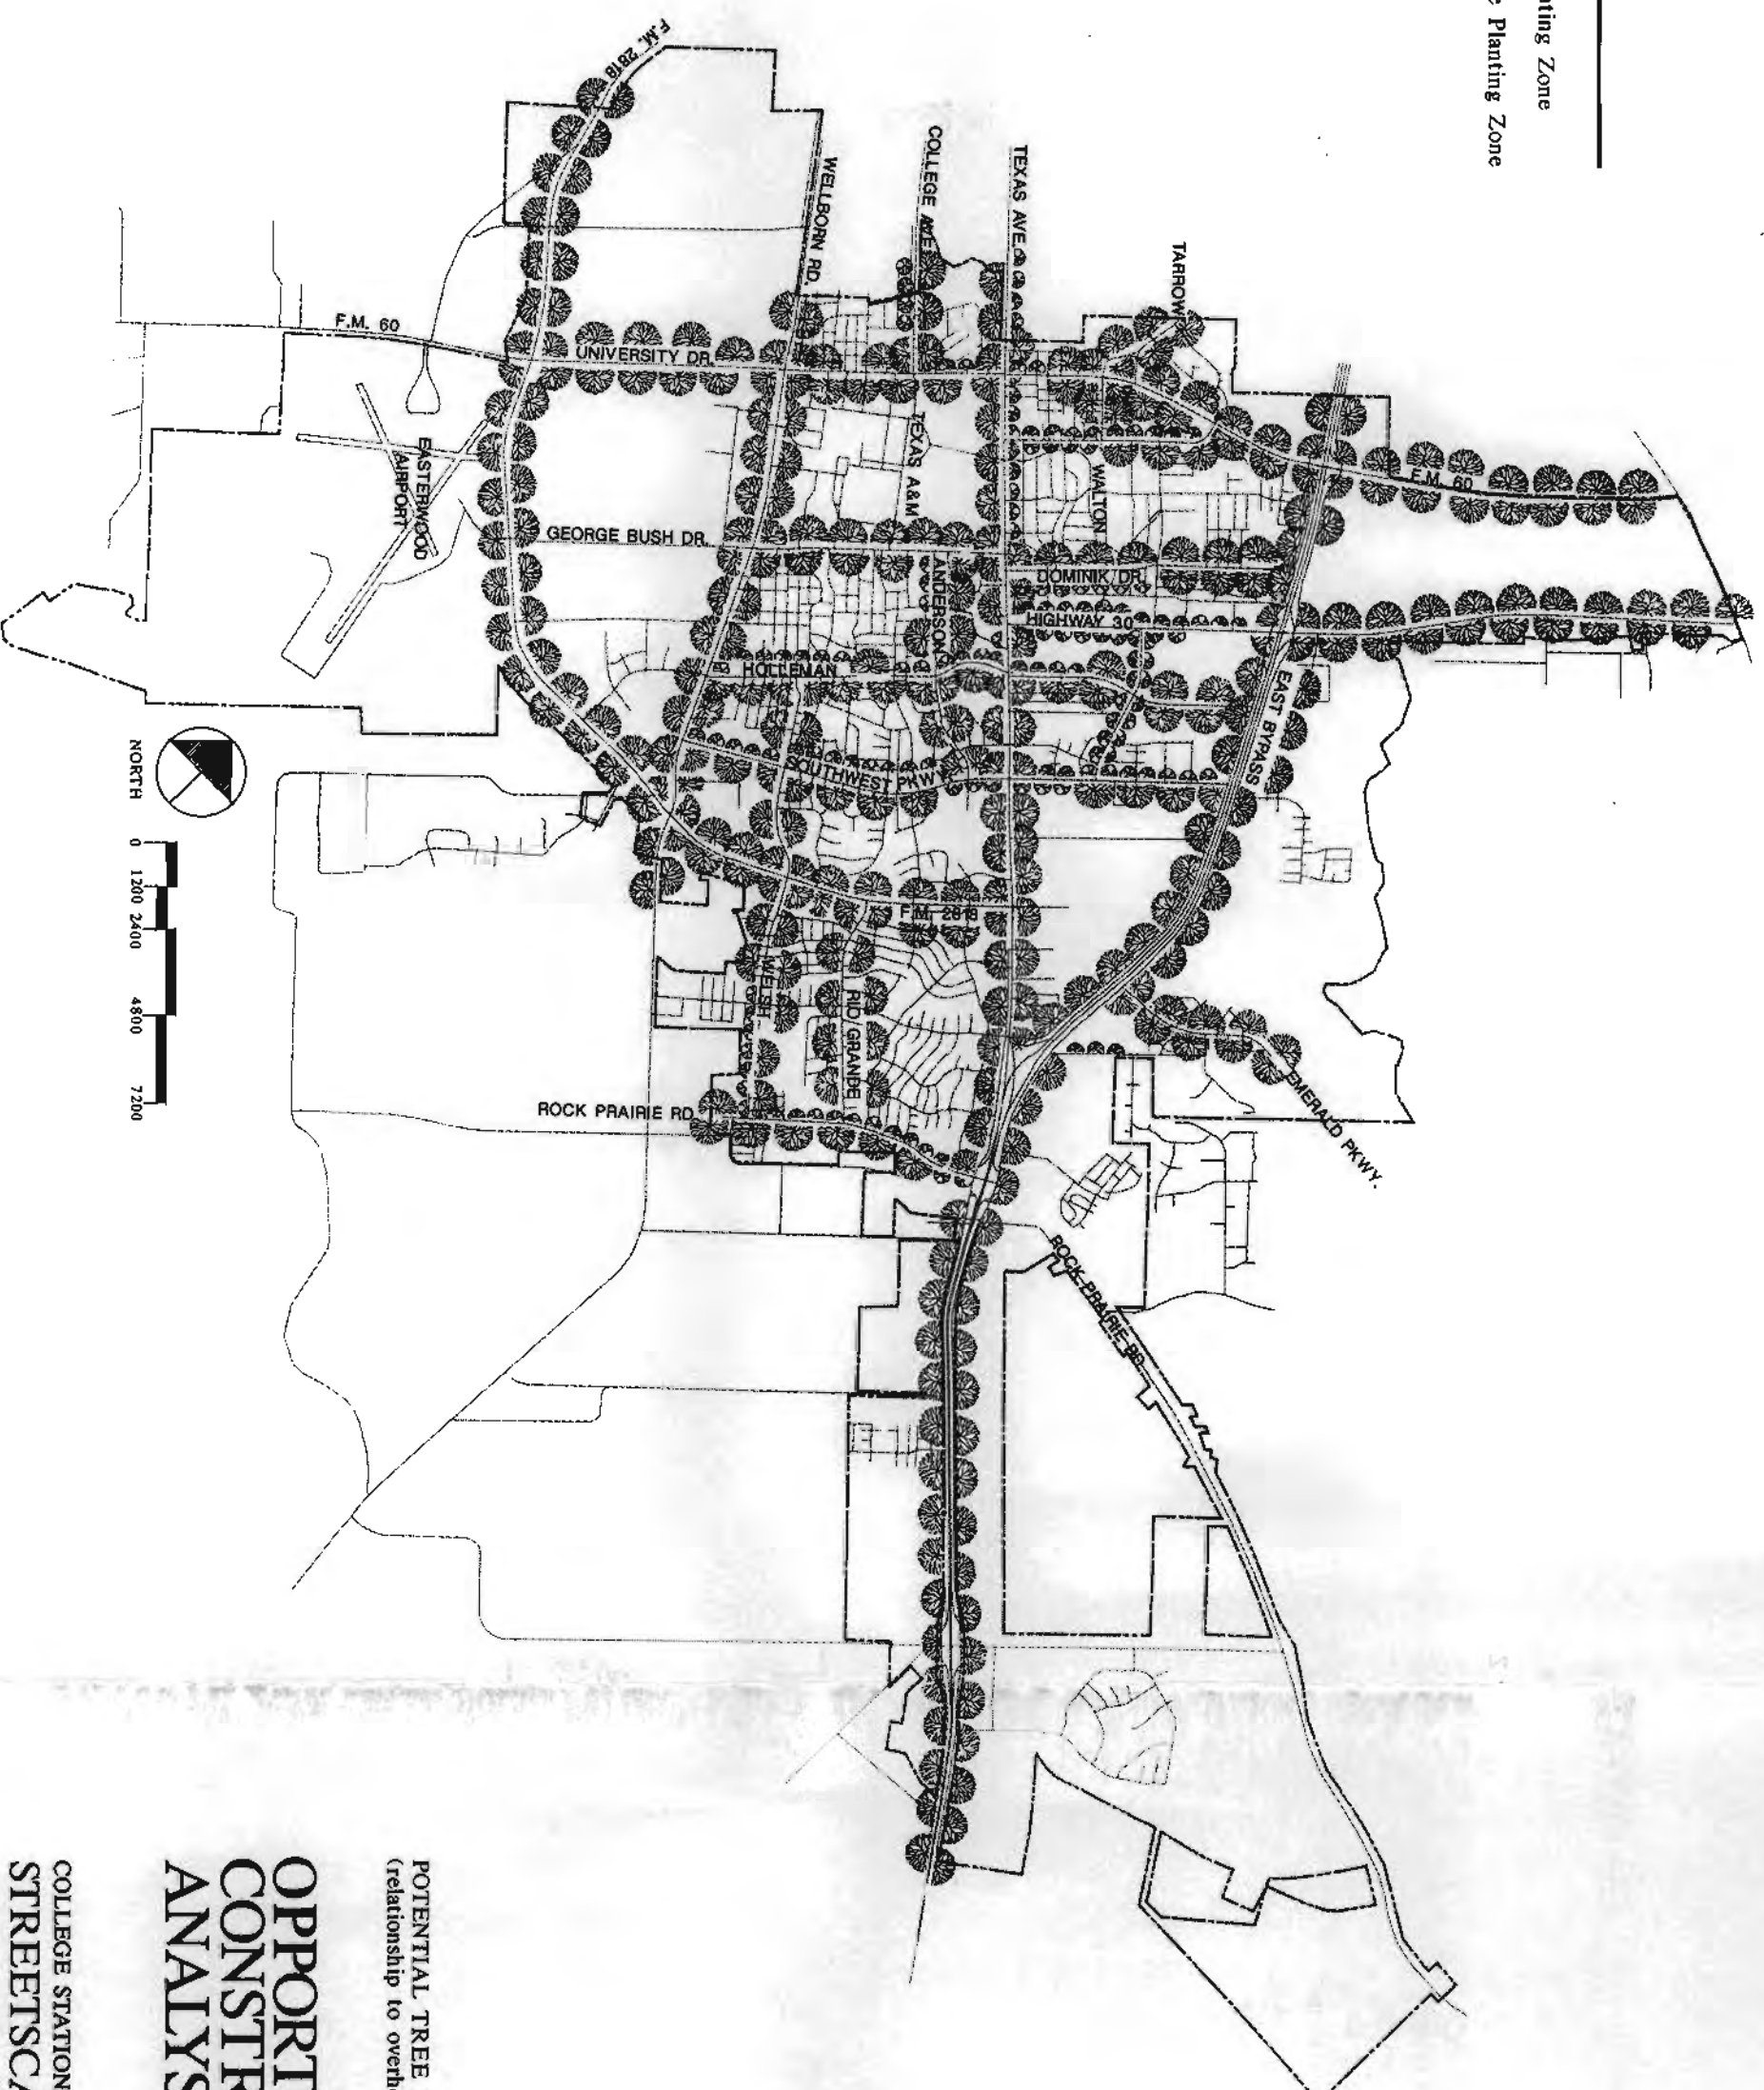 nting Zone
e Planting Zone
F.M. 2818
WELLBORN RD.
COLLEGE AVE.
TEXAS AVE.
TARROW
F.M. 60
UNIVERSITY DR.
TEXAS A&M
WALTON
F.M. 60
EASTERWOOD
AIRPORT
GEORGE BUSH DR.
ANDERSON
DOMINIK DR.
HIGHWAY 30
HOLLEMAN
EAST BYPASS
SOUTHWEST PKWY.
F.M. 2818
WELSH
RIO GRANDE
EMERALD PKWY.
ROCK PRAIRIE RD.
ROCK PRAIRIE RD.
NORTH
0 1200 2400 4800 7200
POTENTIAL TREE
(relationship to overhe
OPPORT
CONSTR
ANALYS
COLLEGE STATION
STREETSCA